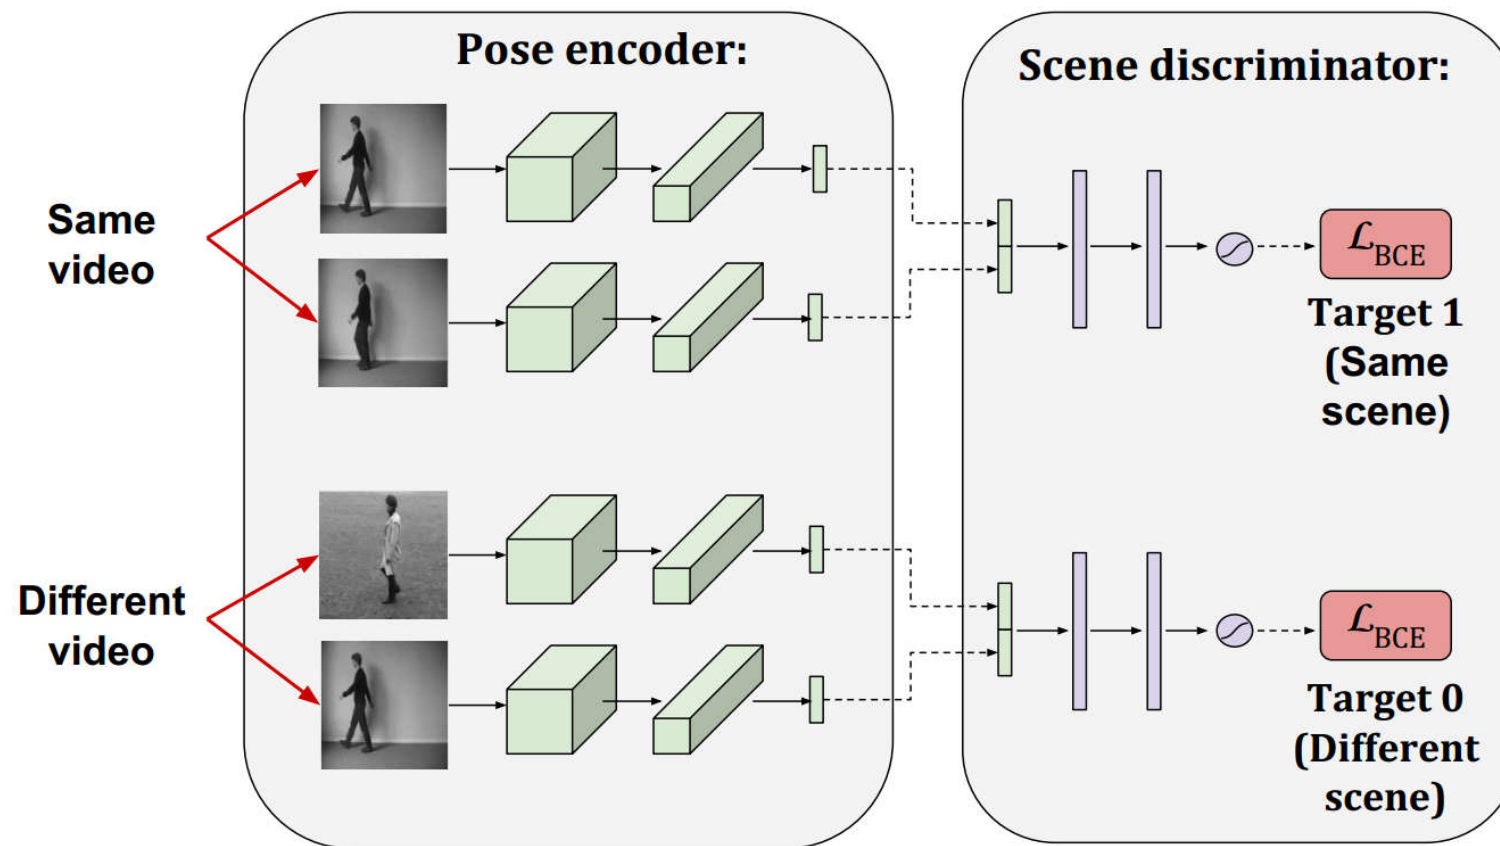 Pose encoder:
Scene discriminator:
Same
video
ℒBCE
Target 1
(Same
scene)
Different
video
ℒBCE
Target 0
(Different
scene)